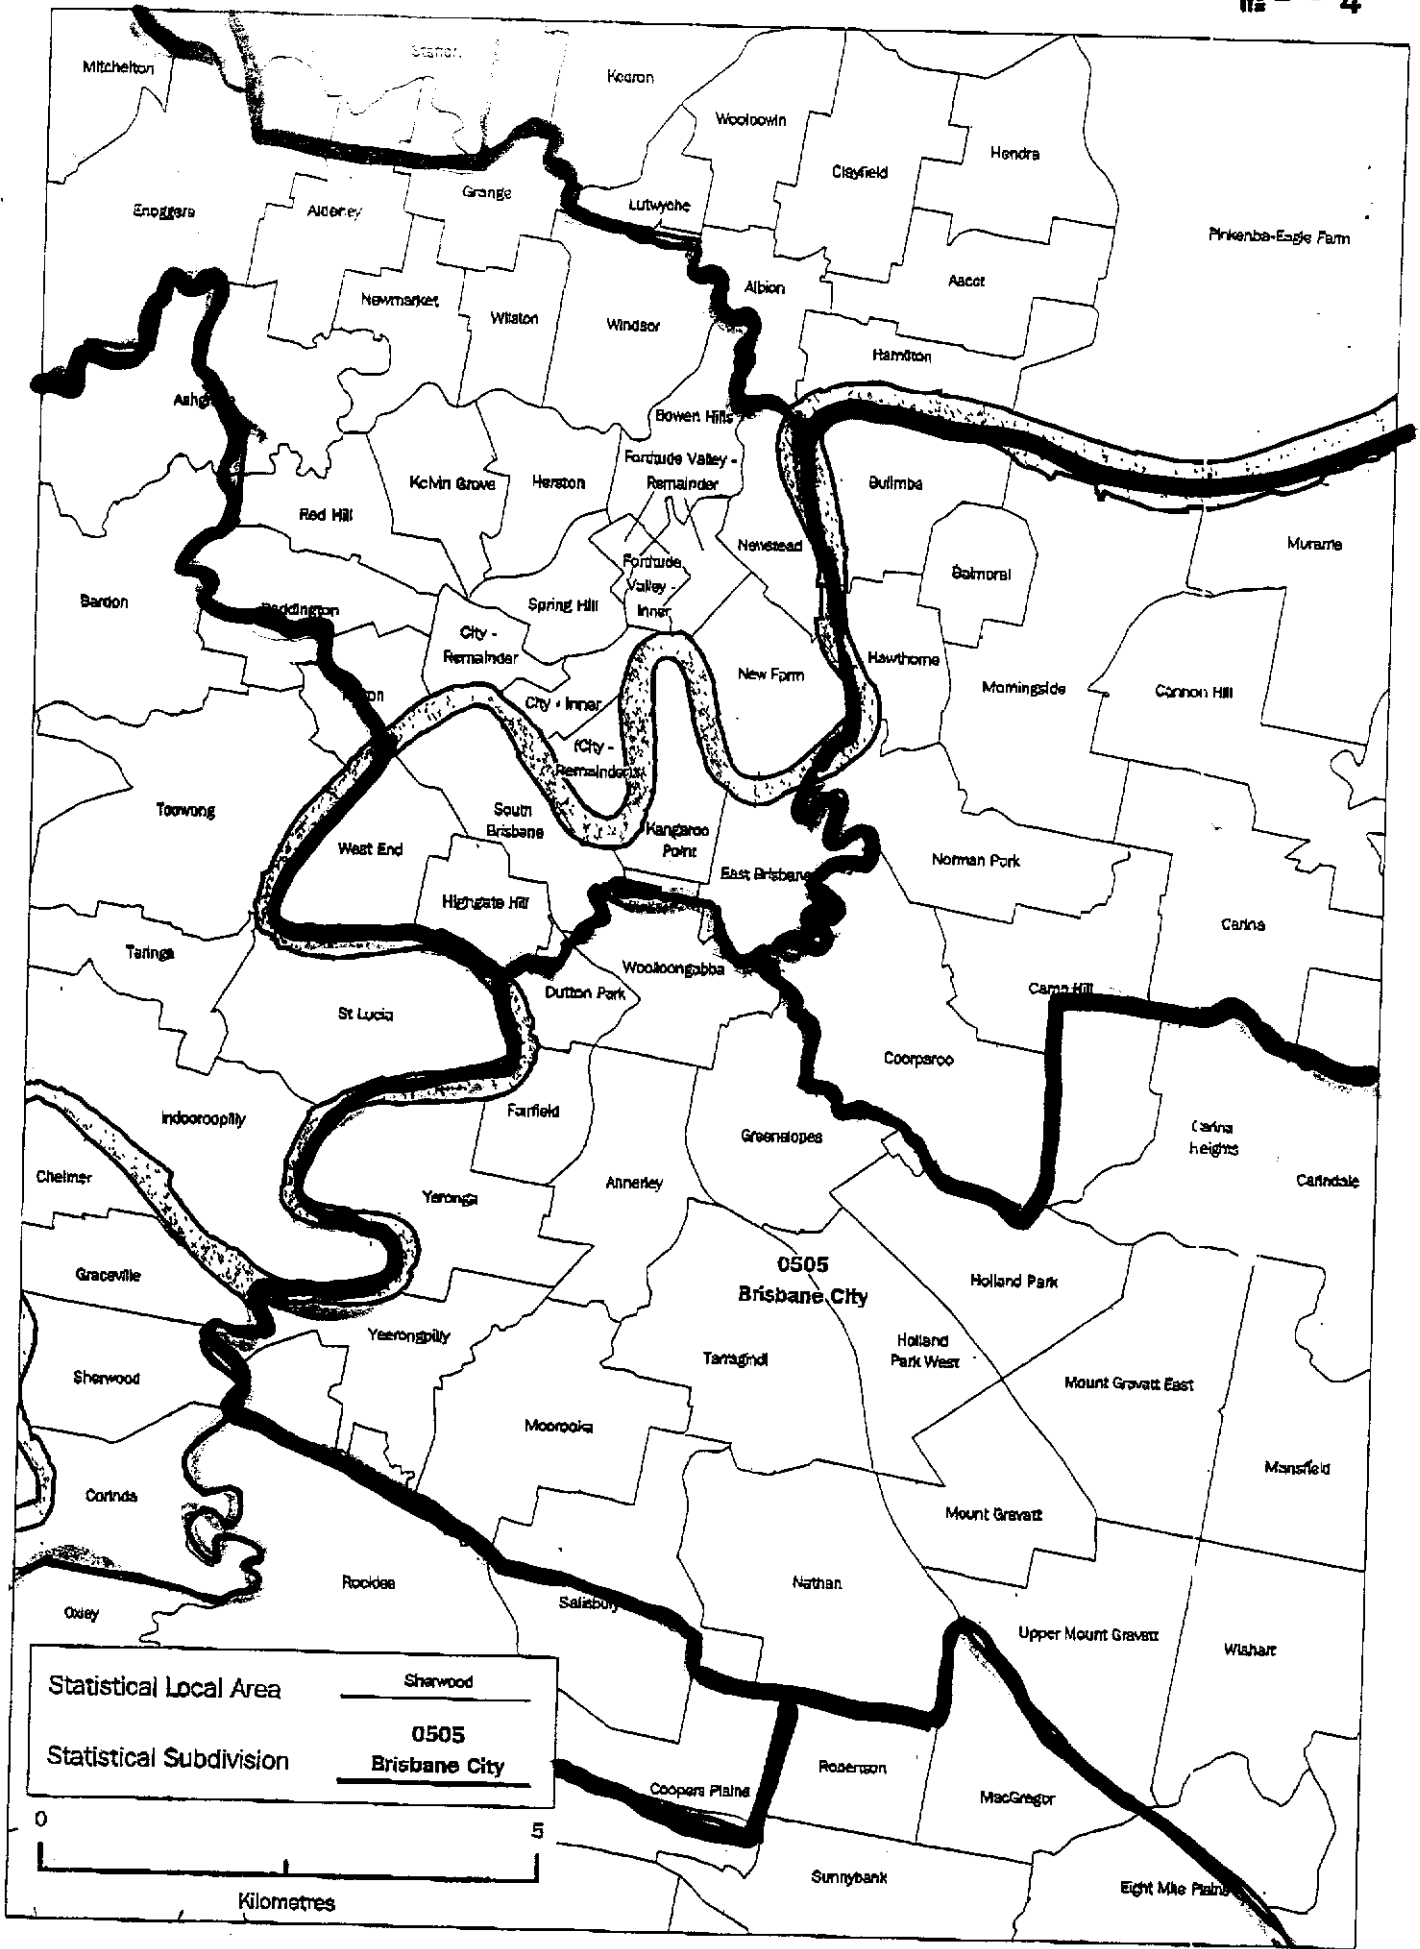 4
Mitchelton
Stafford
Kedron
Wooloowin
Hendra
Clayfield
Grange
Lutwyche
Enoggera
Alderley
Pinkenba-Eagle Farm
Ascot
Albion
Newmarket
Wilston
Windsor
Hamilton
Ashgrove
Bowen Hills
Fortitude Valley -
Remainder
Kelvin Grove
Herston
Bulimba
Red Hill
Newstead
Murarrie
Fortitude
Valley -
Inner
Balmoral
Bardon
Paddington
Spring Hill
City -
Remainder
Hawthorne
New Farm
Morningside
Cannon Hill
City - Inner
(City -
Remainder)
Toowong
South
Brisbane
Kangaroo
Point
West End
Norman Park
East Brisbane
Highgate Hill
Carina
Taringa
Woolloongabba
Dutton Park
Camp Hill
St Lucia
Coorparoo
Indooroopilly
Fairfield
Carina
Heights
Greenslopes
Chelmer
Annerley
Carindale
Yeronga
0505
Brisbane City
Graceville
Holland Park
Yeerongpilly
Holland
Park West
Tarragindi
Sherwood
Mount Gravatt East
Moorooka
Mansfield
Corinda
Mount Gravatt
Rocklea
Nathan
Salisbury
Oxley
Upper Mount Gravatt
Wishart
Statistical Local Area
Sherwood
Statistical Subdivision
0505
Brisbane City
Robertson
Coopers Plains
MacGregor
0
5
Kilometres
Sunnybank
Eight Mile Plains